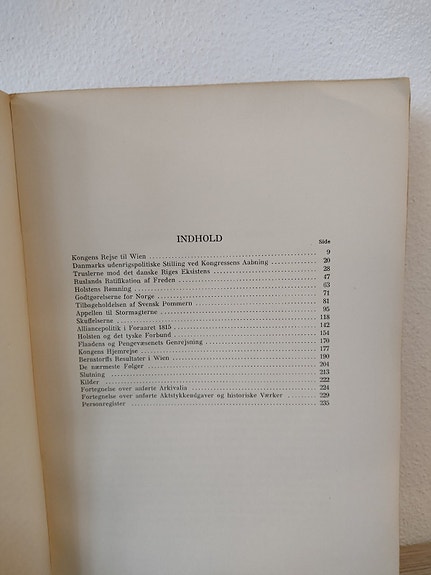 INDHOLD
Side
Kongens Rejse til Wien 9
Danmarks udenrigspolitiske Stilling ved Kongressens Aabning 20
Truslerne mod det danske Riges Eksistens 28
Ruslands Ratifikation af Freden 47
Holstens Rømning 63
Godtgørelserne for Norge 71
Tilbageholdelsen af Svensk Pommern 81
Appellen til Stormagterne 95
Skuffelserne 118
Alliancepolitik i Foraaret 1815 142
Holsten og det tyske Forbund 154
Flaadens og Pengevæsenets Genrejsning 170
Kongens Hjemrejse 177
Bernstorffs Resultater i Wien 190
De nærmeste Følger 204
Slutning 213
Kilder 222
Fortegnelse over anførte Arkivalia 224
Fortegnelse over anførte Aktstykkeudgaver og historiske Værker 229
Personregister 235